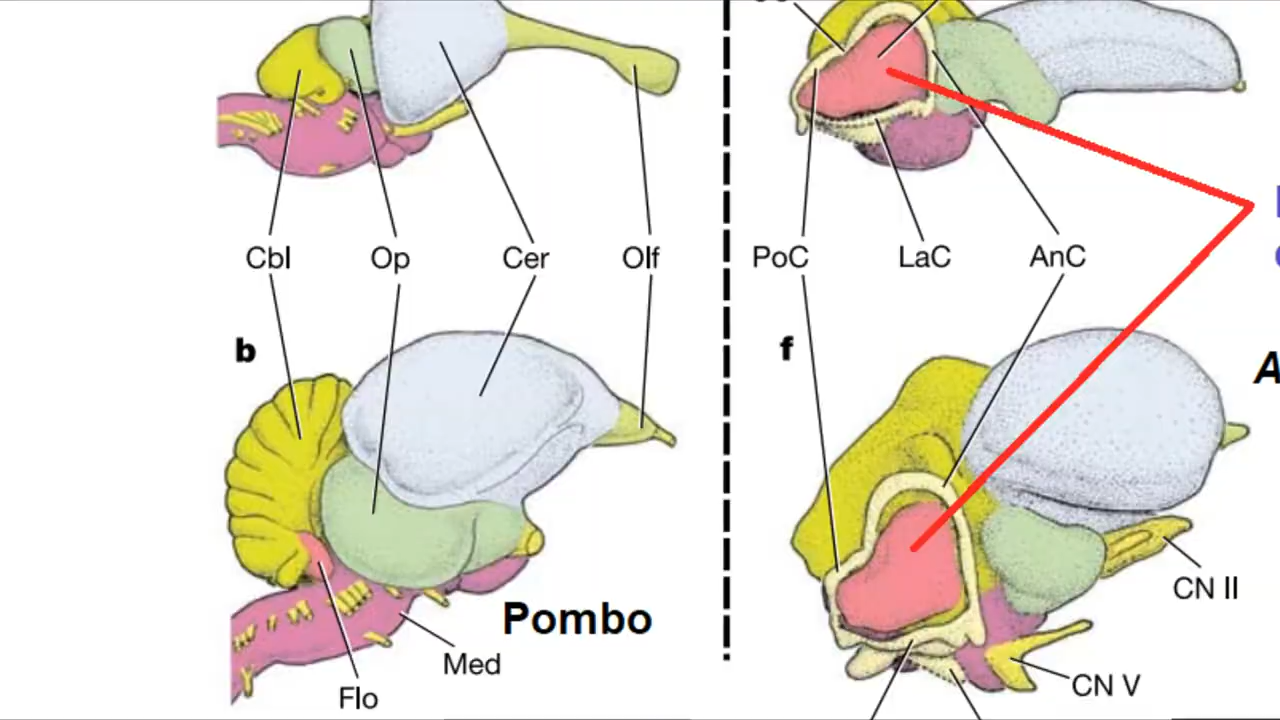 Cbl Op Cer Olf
PoC LaC AnC
b
f
CN II
Pombo
Med
Flo
CN V